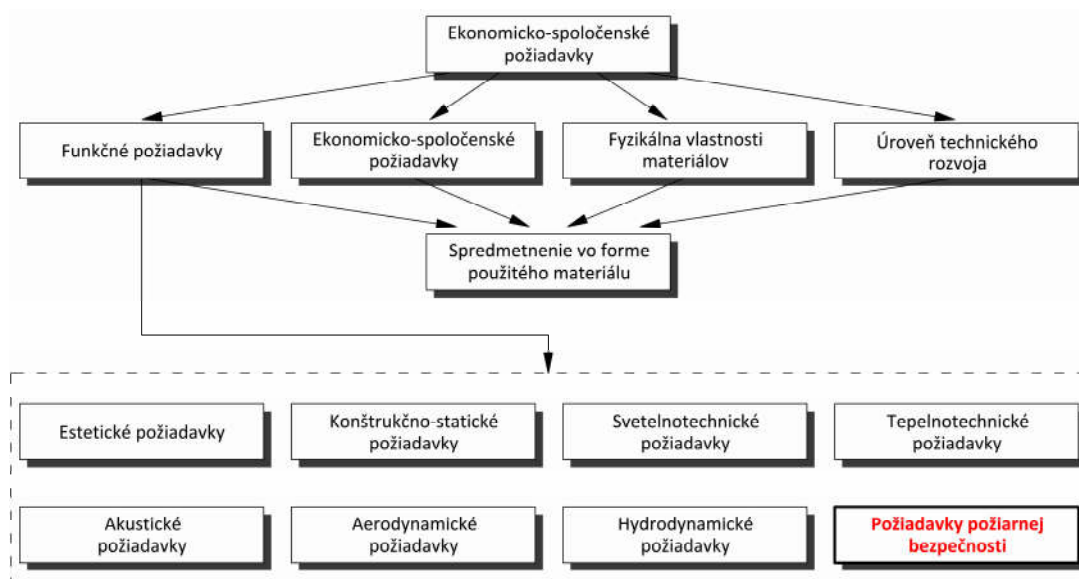 Ekonomicko-spoločenské
požiadavky
Funkčné požiadavky
Ekonomicko-spoločenské
požiadavky
Fyzikálna vlastnosti
materiálov
Úroveň technického
rozvoja
Spredmetnenie vo forme
použitého materiálu
Estetické požiadavky
Konštrukčno-statické
požiadavky
Svetelnotechnické
požiadavky
Tepelnotechnické
požiadavky
Akustické
požiadavky
Aerodynamické
požiadavky
Hydrodynamické
požiadavky
Požiadavky požiarnej
bezpečnosti